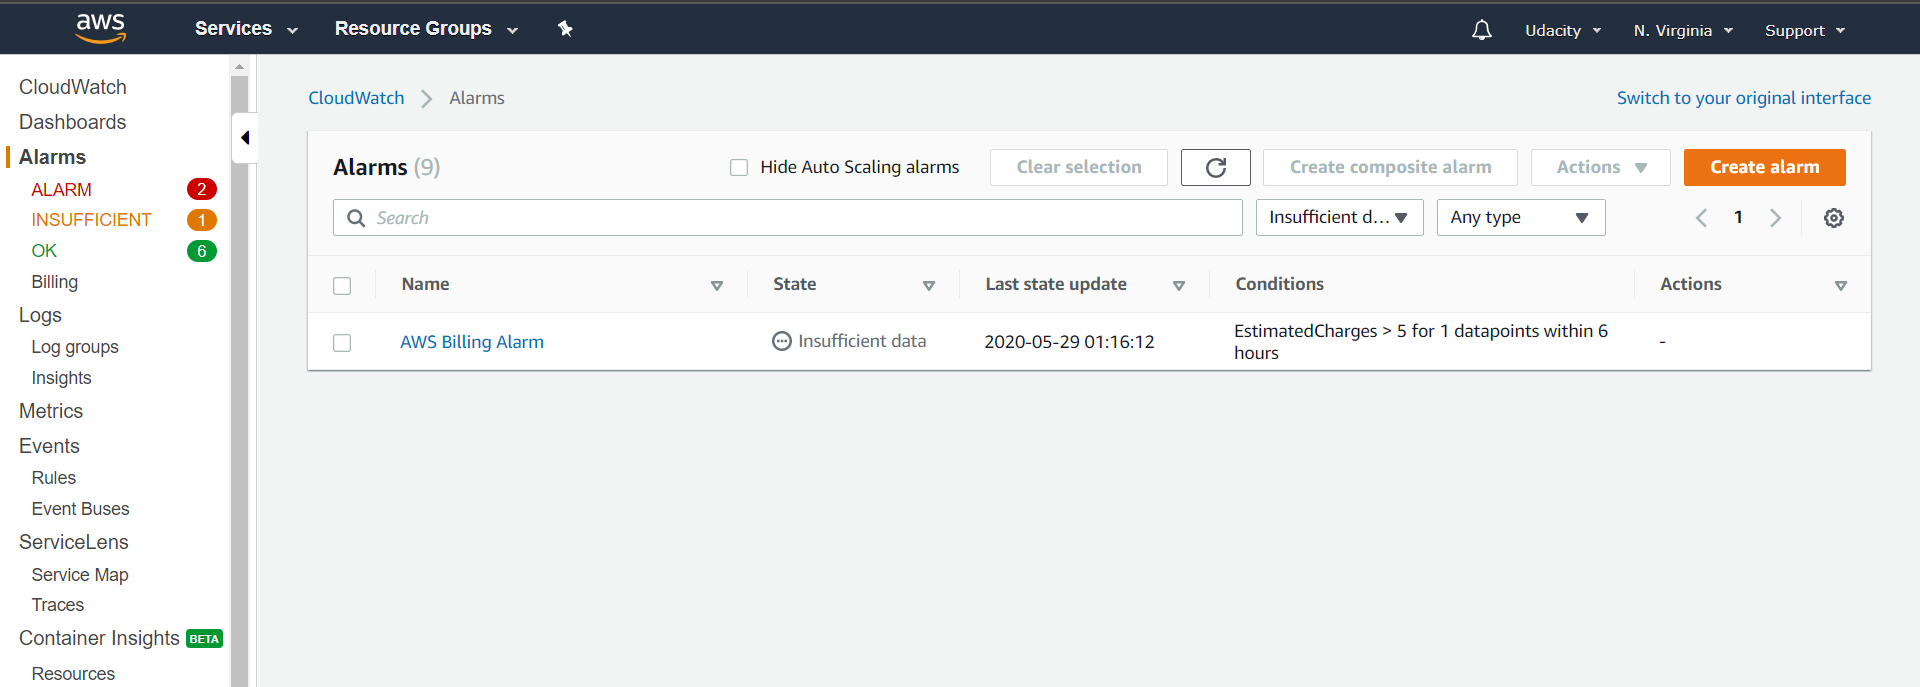 aws
Services
Resource Groups
Udacity
N. Virginia
Support
CloudWatch
Dashboards
Alarms
ALARM 2
INSUFFICIENT 1
OK 6
Billing
Logs
Log groups
Insights
Metrics
Events
Rules
Event Buses
ServiceLens
Service Map
Traces
Container Insights BETA
Resources
CloudWatch > Alarms
Switch to your original interface
Alarms (9)
Hide Auto Scaling alarms
Clear selection
Create composite alarm
Actions
Create alarm
Search
Insufficient d...
Any type
1
Name State Last state update Conditions Actions
AWS Billing Alarm Insufficient data 2020-05-29 01:16:12 EstimatedCharges > 5 for 1 datapoints within 6
hours
-